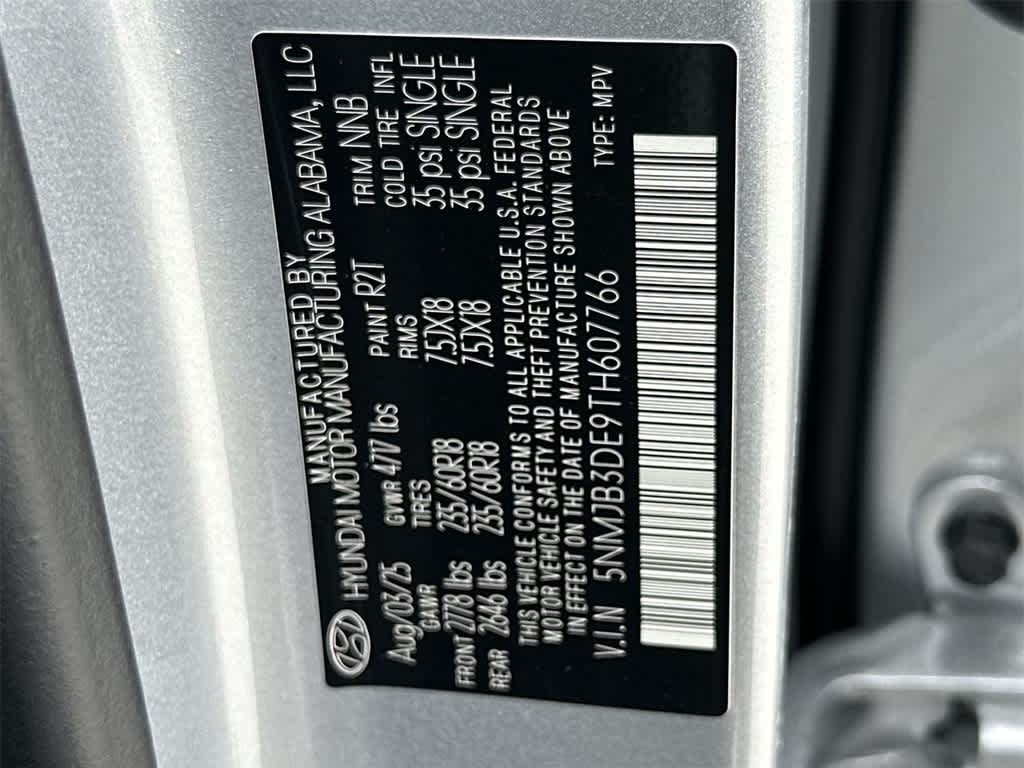 MANUFACTURED BY
HYUNDAI MOTOR MANUFACTURING ALABAMA, LLC
Aug/03/25 GVWR 4717 lbs PAINT R2T TRIM NNB
GAWR TIRES RIMS COLD TIRE INFL
FRONT 2778 lbs 235/60R18 7.5JX18 35 psi SINGLE
REAR 2646 lbs 235/60R18 7.5JX18 35 psi SINGLE
THIS VEHICLE CONFORMS TO ALL APPLICABLE U.S.A. FEDERAL
MOTOR VEHICLE SAFETY AND THEFT PREVENTION STANDARDS
IN EFFECT ON THE DATE OF MANUFACTURE SHOWN ABOVE
V.I.N 5NMJB3DE9TH607766 TYPE: MPV